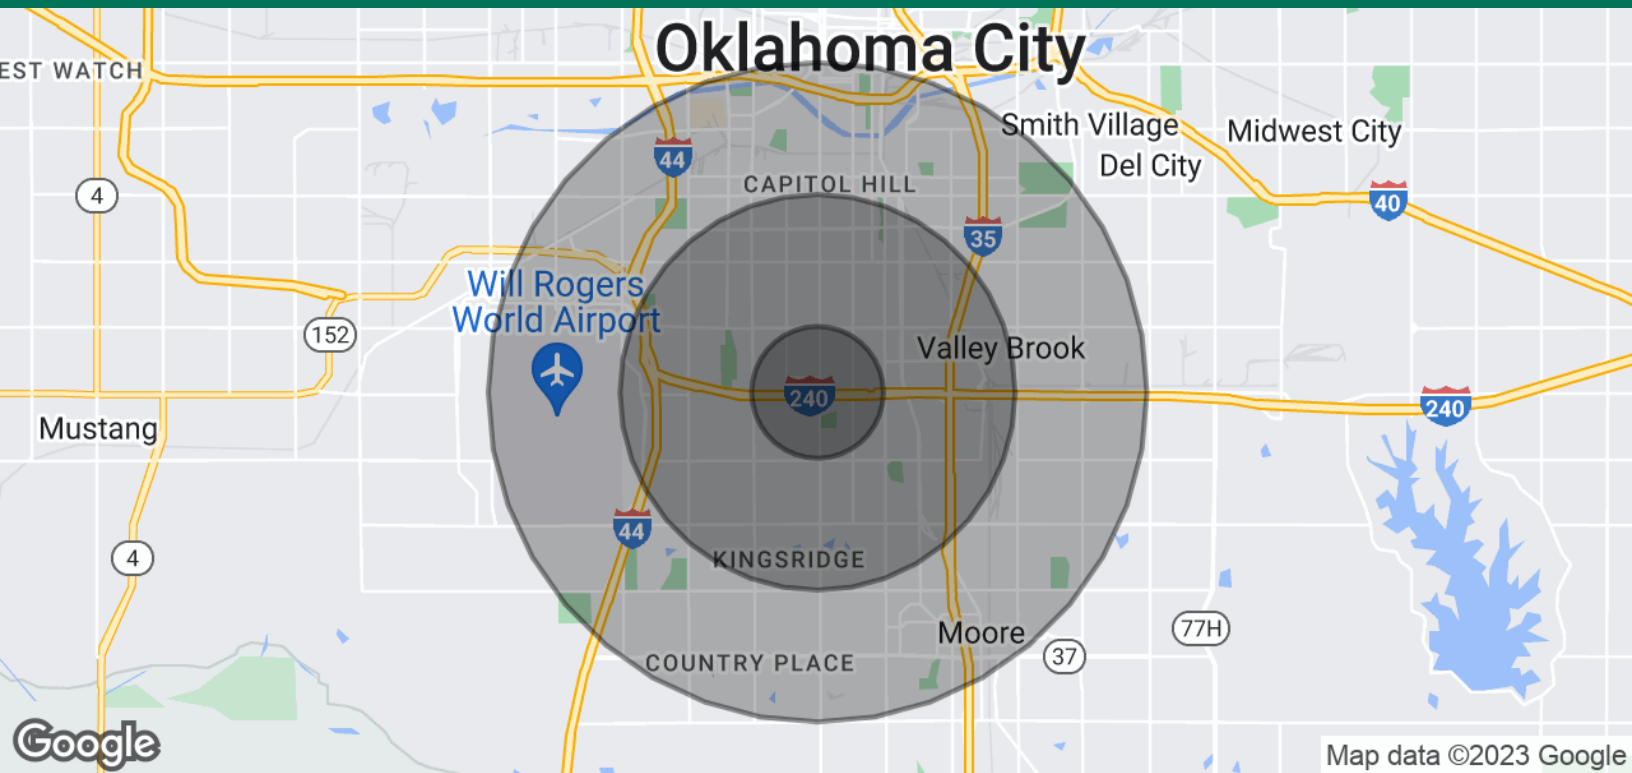 Oklahoma City
EST WATCH
Smith Village
Midwest City
Del City
44
4
CAPITOL HILL
40
35
Will Rogers
World Airport
152
Valley Brook
240
240
Mustang
44
4
KINGSRIDGE
Moore
77H
37
COUNTRY PLACE
Google
Map data ©2023 Google